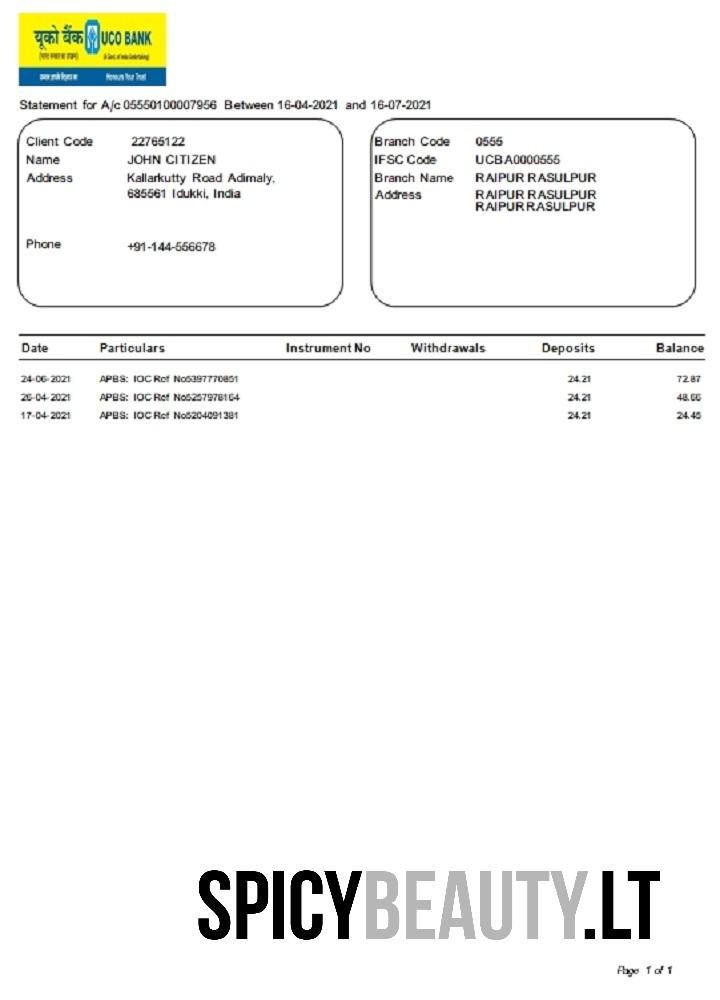 यूको बैंक UCO BANK
(A Govt. of India Undertaking)
Honours Your Trust
Statement for A/c 05550100007956 Between 16-04-2021 and 16-07-2021
Client Code 22765122
Name JOHN CITIZEN
Address Kallarkutty Road Adimaly,
685561 Idukki, India
Phone +91-144-556678
Branch Code 0555
IFSC Code UCBA0000555
Branch Name RAIPUR RASULPUR
Address RAIPUR RASULPUR
RAIPUR RASULPUR
Date Particulars Instrument No Withdrawals Deposits Balance
24-06-2021 APBS: IOC Ref No5397770851 24.21 72.87
26-04-2021 APBS: IOC Ref No5257978164 24.21 48.66
17-04-2021 APBS: IOC Ref No5204091381 24.21 24.45
SPICYBEAUTY.LT
Page 1 of 1